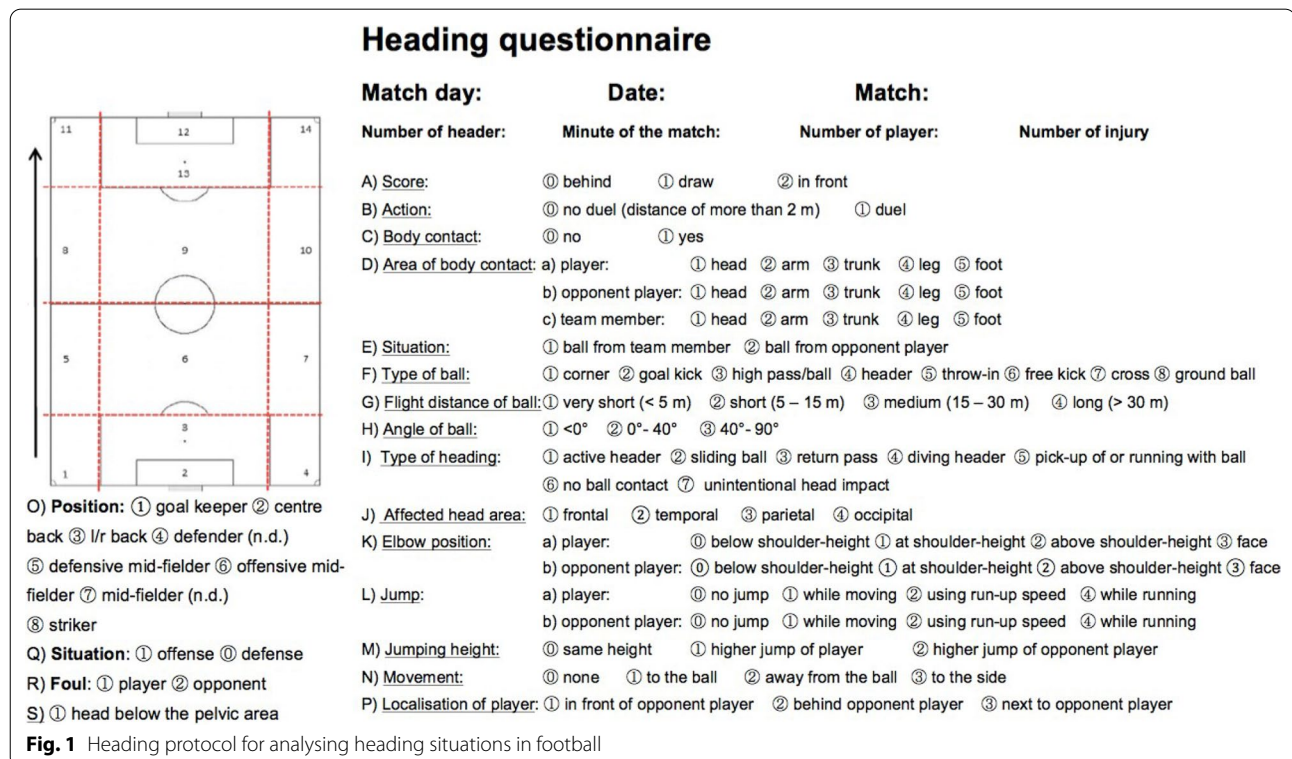 Heading questionnaire
Match day: Date: Match:
Number of header: Minute of the match: Number of player: Number of injury
A) Score: ⓪ behind ① draw ② in front
B) Action: ⓪ no duel (distance of more than 2 m) ① duel
C) Body contact: ⓪ no ① yes
D) Area of body contact: a) player: ① head ② arm ③ trunk ④ leg ⑤ foot
b) opponent player: ① head ② arm ③ trunk ④ leg ⑤ foot
c) team member: ① head ② arm ③ trunk ④ leg ⑤ foot
E) Situation: ① ball from team member ② ball from opponent player
F) Type of ball: ① corner ② goal kick ③ high pass/ball ④ header ⑤ throw-in ⑥ free kick ⑦ cross ⑧ ground ball
G) Flight distance of ball: ① very short (< 5 m) ② short (5 – 15 m) ③ medium (15 – 30 m) ④ long (> 30 m)
H) Angle of ball: ① <0° ② 0°- 40° ③ 40°- 90°
I) Type of heading: ① active header ② sliding ball ③ return pass ④ diving header ⑤ pick-up of or running with ball
⑥ no ball contact ⑦ unintentional head impact
J) Affected head area: ① frontal ② temporal ③ parietal ④ occipital
K) Elbow position: a) player: ⓪ below shoulder-height ① at shoulder-height ② above shoulder-height ③ face
b) opponent player: ⓪ below shoulder-height ① at shoulder-height ② above shoulder-height ③ face
L) Jump: a) player: ⓪ no jump ① while moving ② using run-up speed ④ while running
b) opponent player: ⓪ no jump ① while moving ② using run-up speed ④ while running
M) Jumping height: ⓪ same height ① higher jump of player ② higher jump of opponent player
N) Movement: ⓪ none ① to the ball ② away from the ball ③ to the side
P) Localisation of player: ① in front of opponent player ② behind opponent player ③ next to opponent player
11 12 14
13
8 9 10
5 6 7
3
1 2 4
O) Position: ① goal keeper ② centre
back ③ l/r back ④ defender (n.d.)
⑤ defensive mid-fielder ⑥ offensive mid-
fielder ⑦ mid-fielder (n.d.)
⑧ striker
Q) Situation: ① offense ⓪ defense
R) Foul: ① player ② opponent
S) ① head below the pelvic area
Fig. 1 Heading protocol for analysing heading situations in football